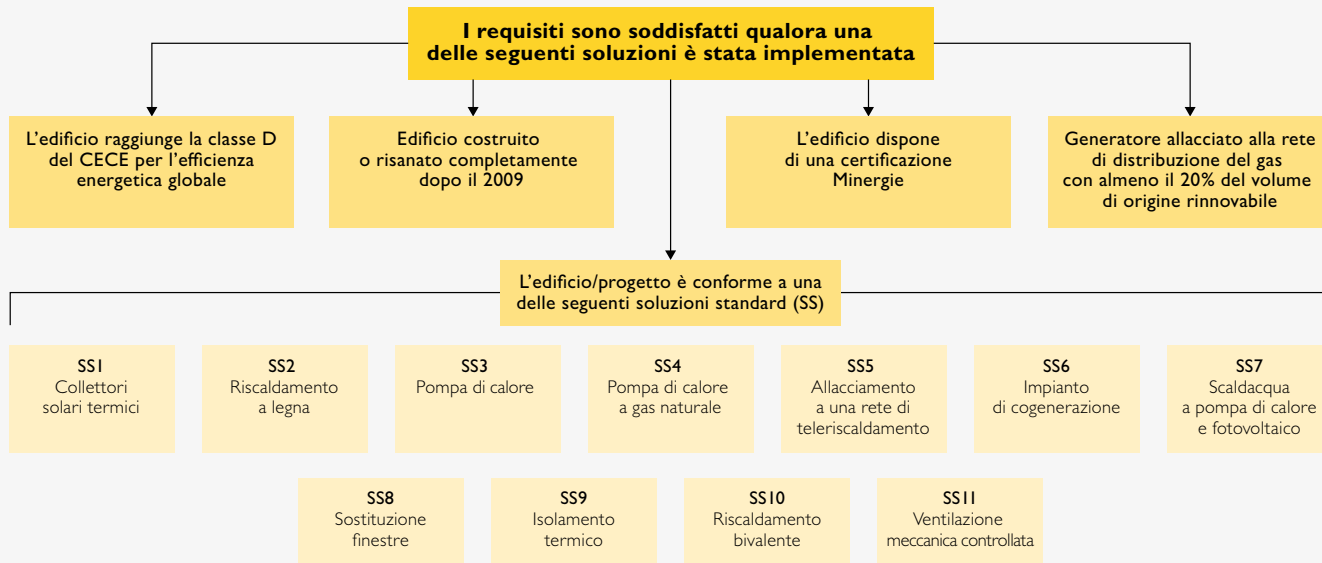 I requisiti sono soddisfatti qualora una
delle seguenti soluzioni è stata implementata
L'edificio raggiunge la classe D
del CECE per l'efficienza
energetica globale
Edificio costruito
o risanato completamente
dopo il 2009
L'edificio dispone
di una certificazione
Minergie
Generatore allacciato alla rete
di distribuzione del gas
con almeno il 20% del volume
di origine rinnovabile
L'edificio/progetto è conforme a una
delle seguenti soluzioni standard (SS)
SS1
Collettori
solari termici
SS2
Riscaldamento
a legna
SS3
Pompa di calore
SS4
Pompa di calore
a gas naturale
SS5
Allacciamento
a una rete di
teleriscaldamento
SS6
Impianto
di cogenerazione
SS7
Scaldacqua
a pompa di calore
e fotovoltaico
SS8
Sostituzione
finestre
SS9
Isolamento
termico
SS10
Riscaldamento
bivalente
SS11
Ventilazione
meccanica controllata